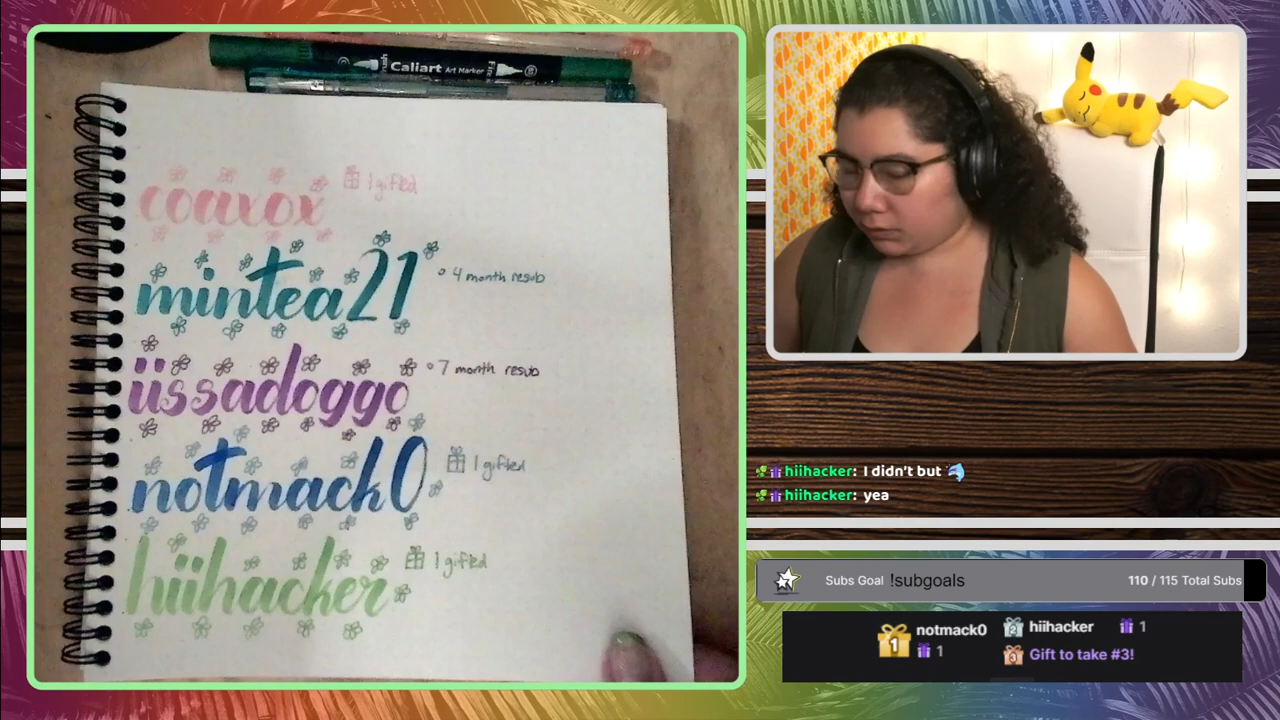 Caliart Art Marker
coaxox 1 gifted
mintea21 4 month resub
iissadoggo 7 month resub
notmack0 1 gifted
hiihacker 1 gifted
hiihacker: I didn't but
hiihacker: yea
Subs Goal !subgoals 110 / 115 Total Subs
1 notmack0 1
2 hiihacker 1
3 Gift to take #3!